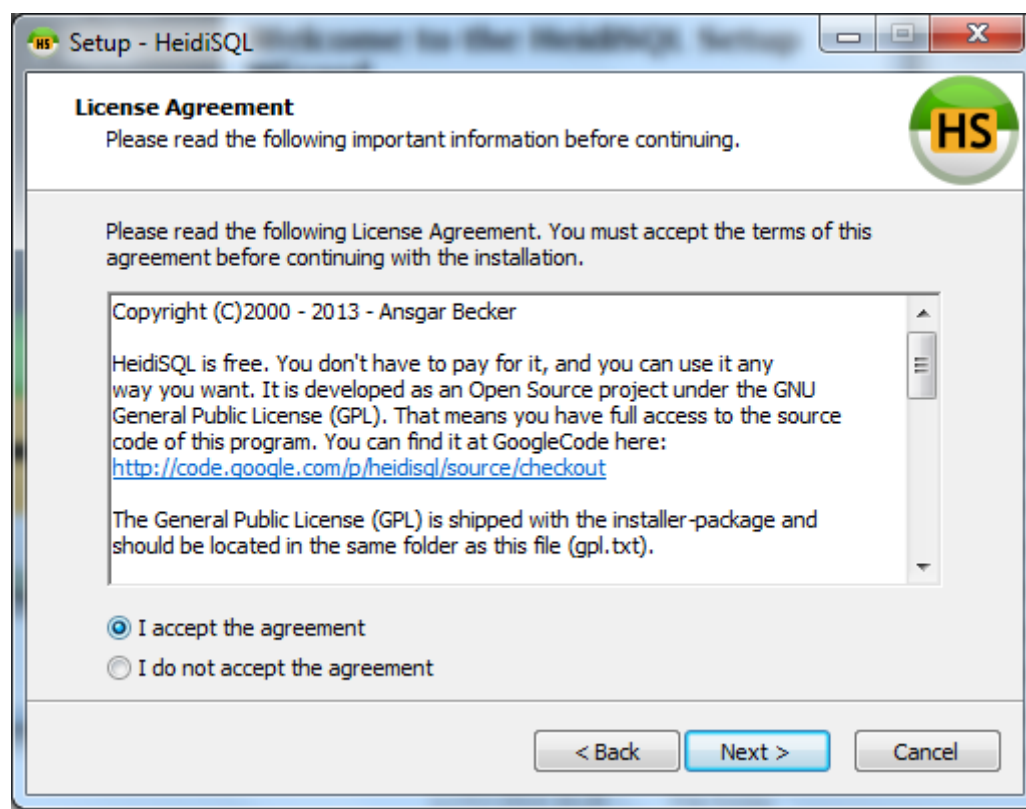 HS Setup - HeidiSQL
License Agreement
Please read the following important information before continuing.
HS
Please read the following License Agreement. You must accept the terms of this
agreement before continuing with the installation.
Copyright (C)2000 - 2013 - Ansgar Becker
HeidiSQL is free. You don't have to pay for it, and you can use it any
way you want. It is developed as an Open Source project under the GNU
General Public License (GPL). That means you have full access to the source
code of this program. You can find it at GoogleCode here:
http://code.google.com/p/heidisql/source/checkout
The General Public License (GPL) is shipped with the installer-package and
should be located in the same folder as this file (gpl.txt).
I accept the agreement
I do not accept the agreement
< Back Next > Cancel